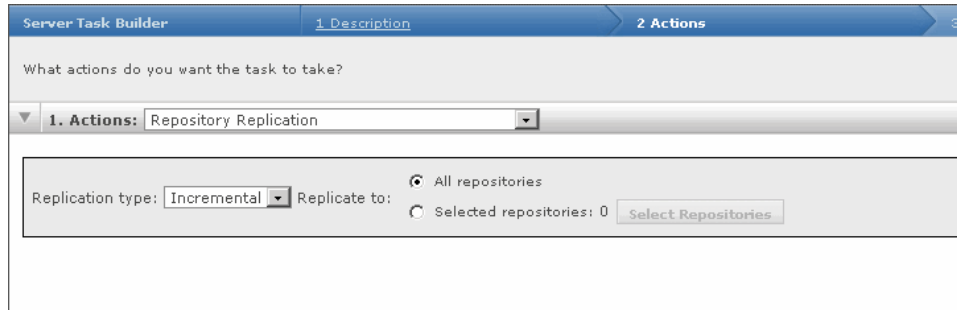 Server Task Builder 1 Description 2 Actions 3
What actions do you want the task to take?
1. Actions: Repository Replication
All repositories
Replication type: Incremental Replicate to:
Selected repositories: 0 Select Repositories